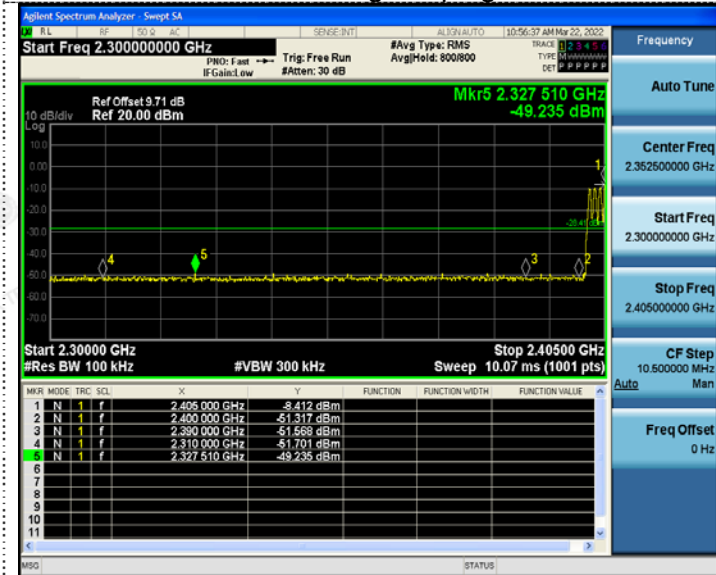 Agilent Spectrum Analyzer - Swept SA
RL RF 50 Ω AC SENSE:INT ALIGNAUTO 10:56:37 AM Mar 22, 2022
Start Freq 2.300000000 GHz
PNO: Fast
IFGain:Low
Trig: Free Run
#Atten: 30 dB
#Avg Type: RMS
Avg|Hold: 800/800
TRACE 1 2 3 4 5 6
TYPE M
DET P P P P P P
Ref Offset 9.71 dB
10 dB/div Ref 20.00 dBm
Log
Mkr5 2.327 510 GHz
-49.235 dBm
10.0
0.00
-10.0
-20.0
-30.0
-40.0
-50.0
-60.0
-70.0
1
2
3
4
5
Start 2.30000 GHz Stop 2.40500 GHz
#Res BW 100 kHz #VBW 300 kHz Sweep 10.07 ms (1001 pts)
MKR MODE TRC SCL X Y FUNCTION FUNCTION WIDTH FUNCTION VALUE
1 N 1 f 2.405 000 GHz -8.412 dBm
2 N 1 f 2.400 000 GHz -51.317 dBm
3 N 1 f 2.390 000 GHz -51.568 dBm
4 N 1 f 2.310 000 GHz -51.701 dBm
5 N 1 f 2.327 510 GHz -49.235 dBm
6
7
8
9
10
11
MSG STATUS
Frequency
Auto Tune
Center Freq
2.352500000 GHz
Start Freq
2.300000000 GHz
Stop Freq
2.405000000 GHz
CF Step
10.500000 MHz
Auto Man
Freq Offset
0 Hz